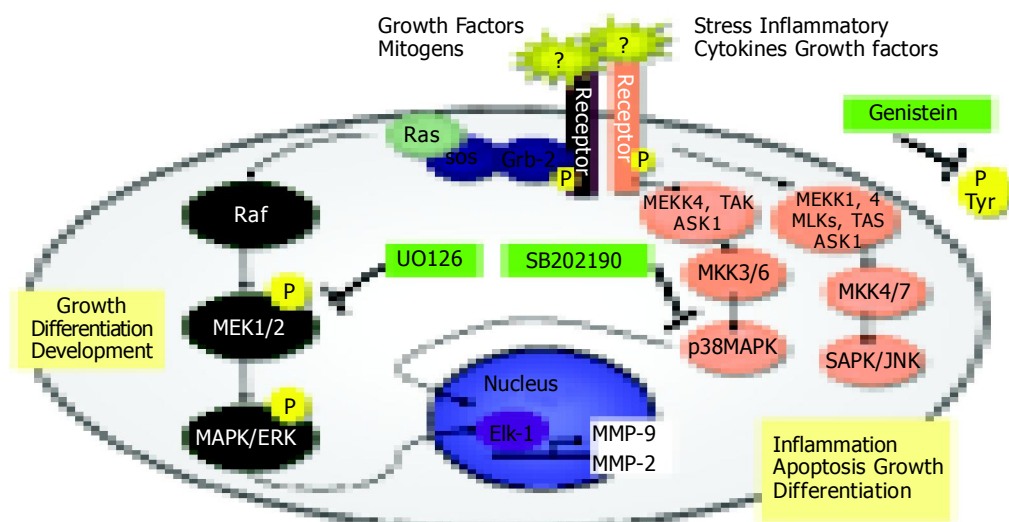 Growth Factors
Mitogens
Stress Inflammatory
Cytokines Growth factors
?
?
Receptor
Receptor
Genistein
Ras
sos
Grb-2
P
P
P
Tyr
Raf
MEKK4, TAK
ASK1
MEKK1, 4
MLKs, TAS
ASK1
UO126
SB202190
MKK3/6
MKK4/7
P
MEK1/2
Growth
Differentiation
Development
p38MAPK
SAPK/JNK
Nucleus
P
MAPK/ERK
Elk-1
MMP-9
MMP-2
Inflammation
Apoptosis Growth
Differentiation